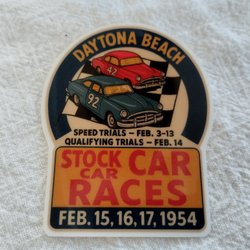 DAYTONA BEACH
42
92
SPEED TRIALS – FEB. 3-13
QUALIFYING TRIALS – FEB. 14
STOCK CAR
CAR
RACES
FEB. 15, 16, 17, 1954